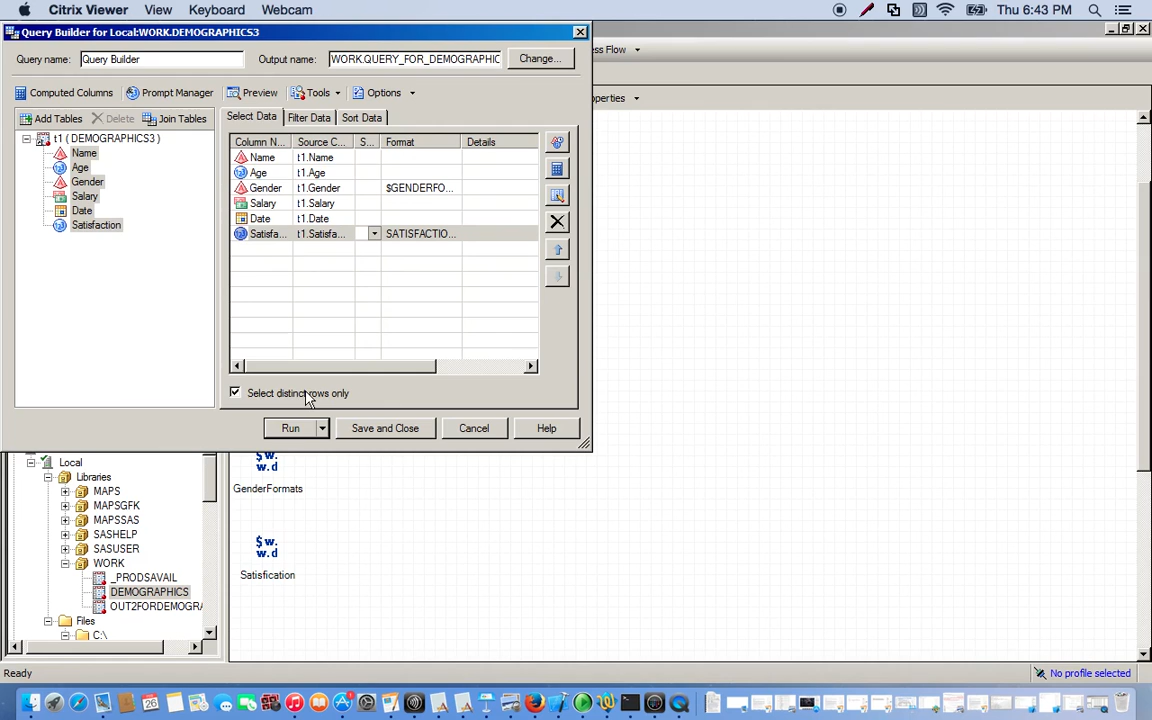 Citrix Viewer View Keyboard Webcam Thu 6:43 PM
Query Builder for Local:WORK.DEMOGRAPHICS3
ss Flow
Query name: Query Builder Output name: WORK.QUERY_FOR_DEMOGRAPHIC Change...
Computed Columns Prompt Manager Preview Tools Options
operties
Add Tables Delete Join Tables
Select Data Filter Data Sort Data
t1 ( DEMOGRAPHICS3 )
Name
Age
Gender
Salary
Date
Satisfaction
Column N... Source C... S... Format Details
Name t1.Name
Age t1.Age
Gender t1.Gender $GENDERFO...
Salary t1.Salary
Date t1.Date
Satisfa... t1.Satisfa... SATISFACTIO...
Select distinct rows only
Run Save and Close Cancel Help
Local
Libraries
MAPS
MAPSGFK
MAPSSAS
SASHELP
SASUSER
WORK
_PRODSAVAIL
DEMOGRAPHICS
OUT2FORDEMOGRA
Files
C:\
$w.
w.d
GenderFormats
$w.
w.d
Satisfication
Ready
No profile selected
26